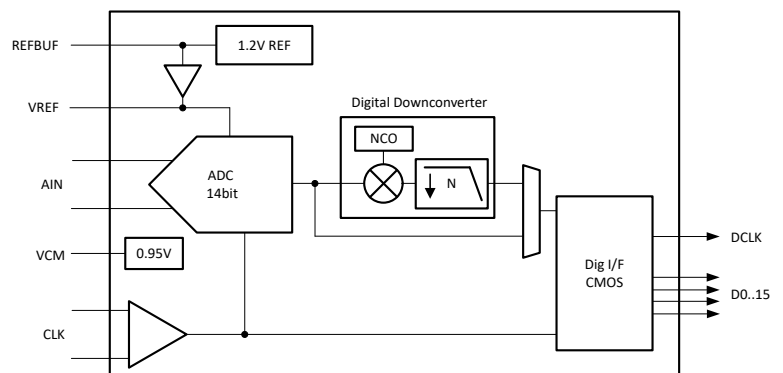 REFBUF
1.2V REF
VREF
Digital Downconverter
NCO
ADC
14bit
N
AIN
VCM
0.95V
Dig I/F
CMOS
DCLK
D0..15
CLK